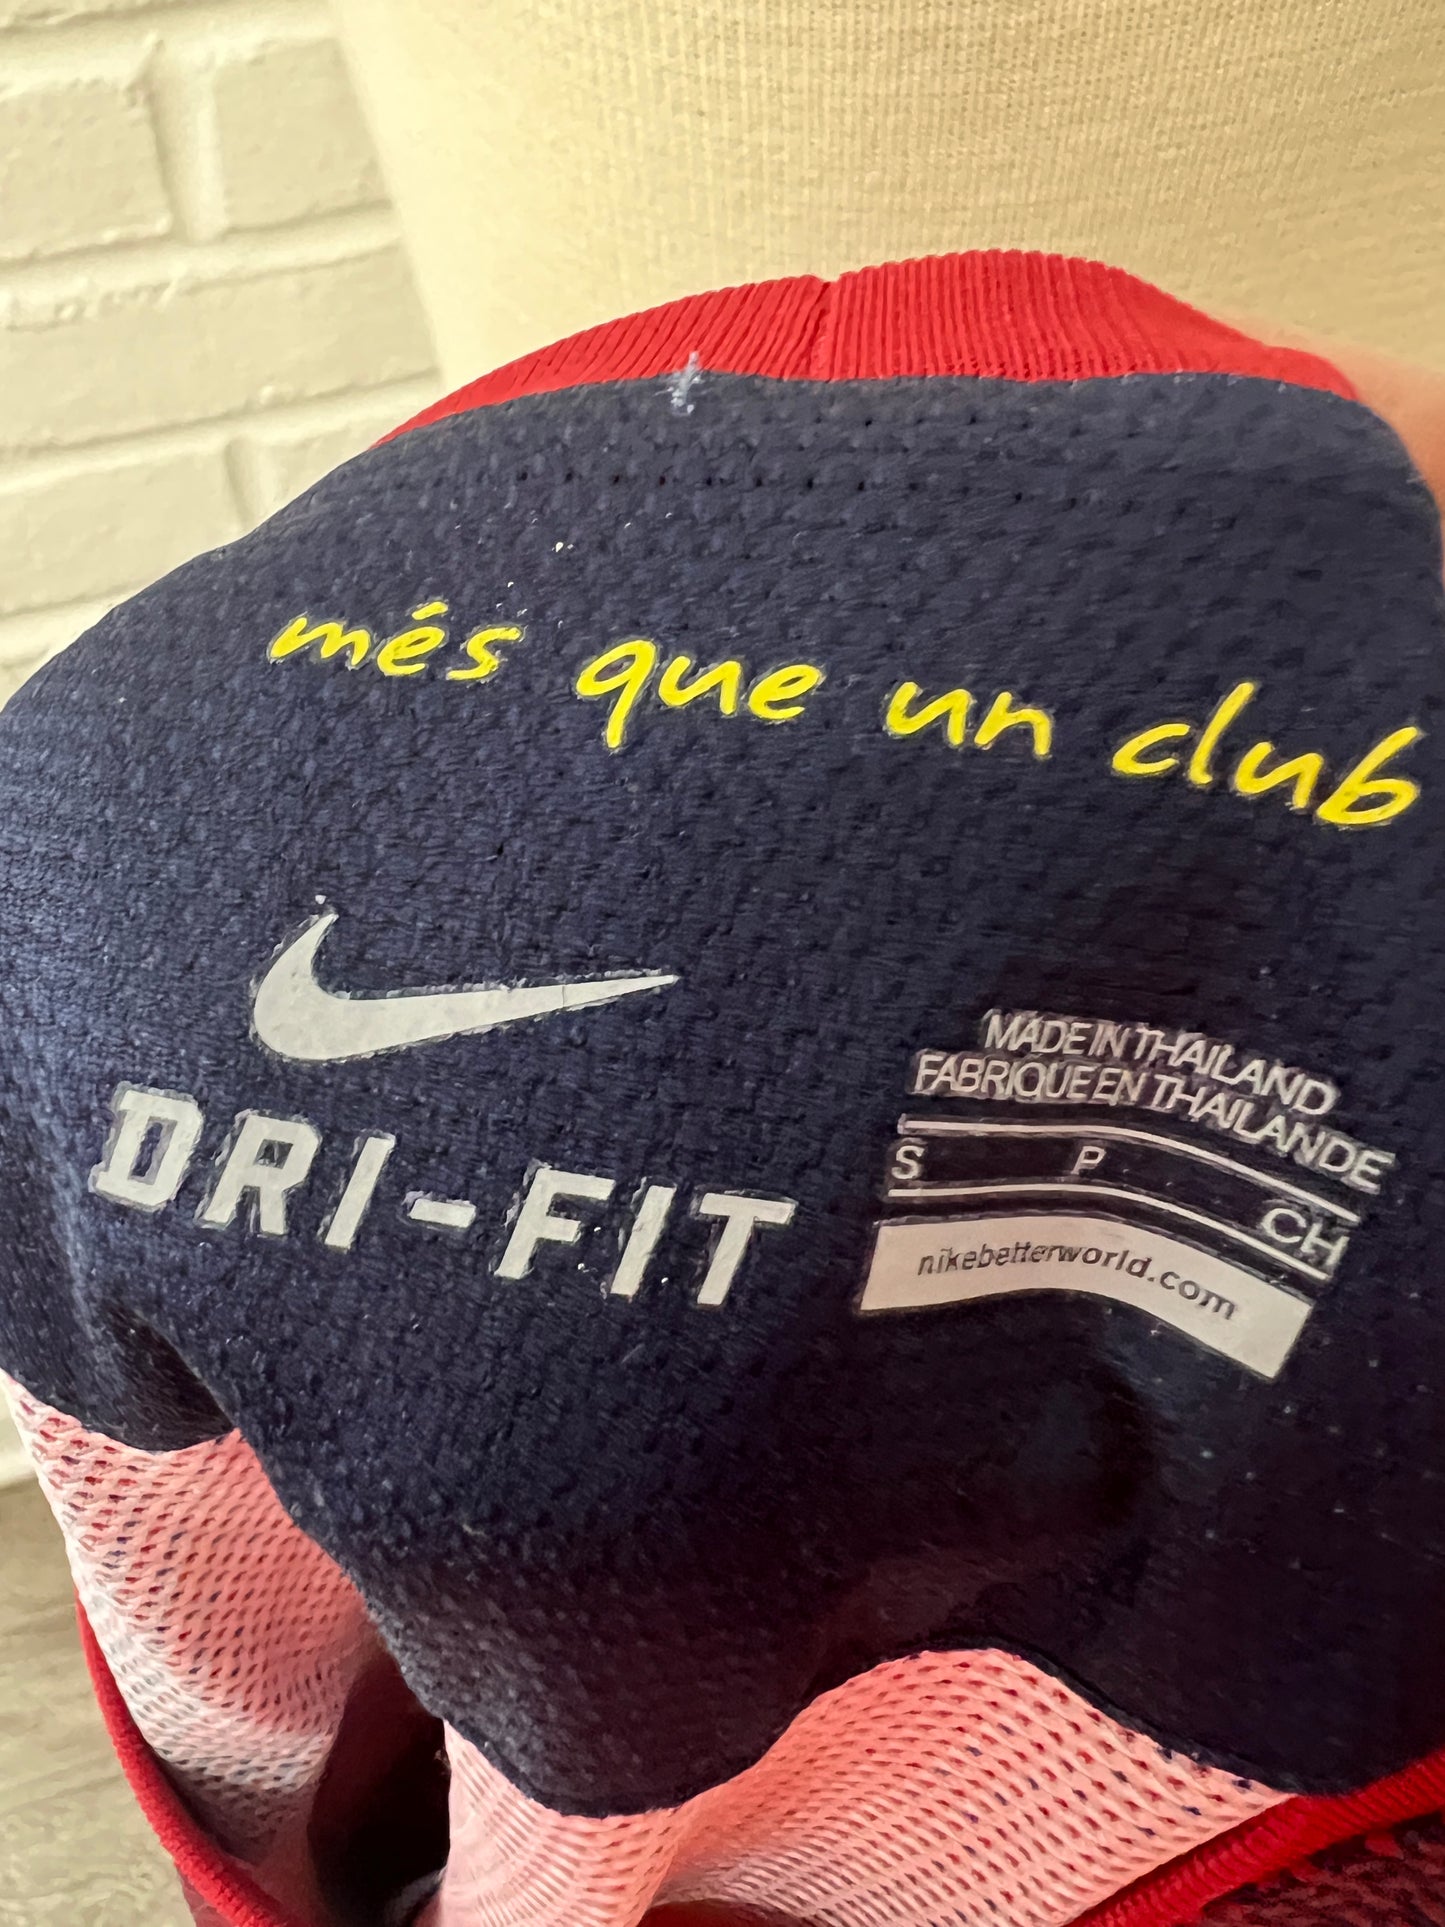 més que un club
DRI-FIT
MADE IN THAILAND
FABRIQUE EN THAILANDE
S P CH
nikebetterworld.com